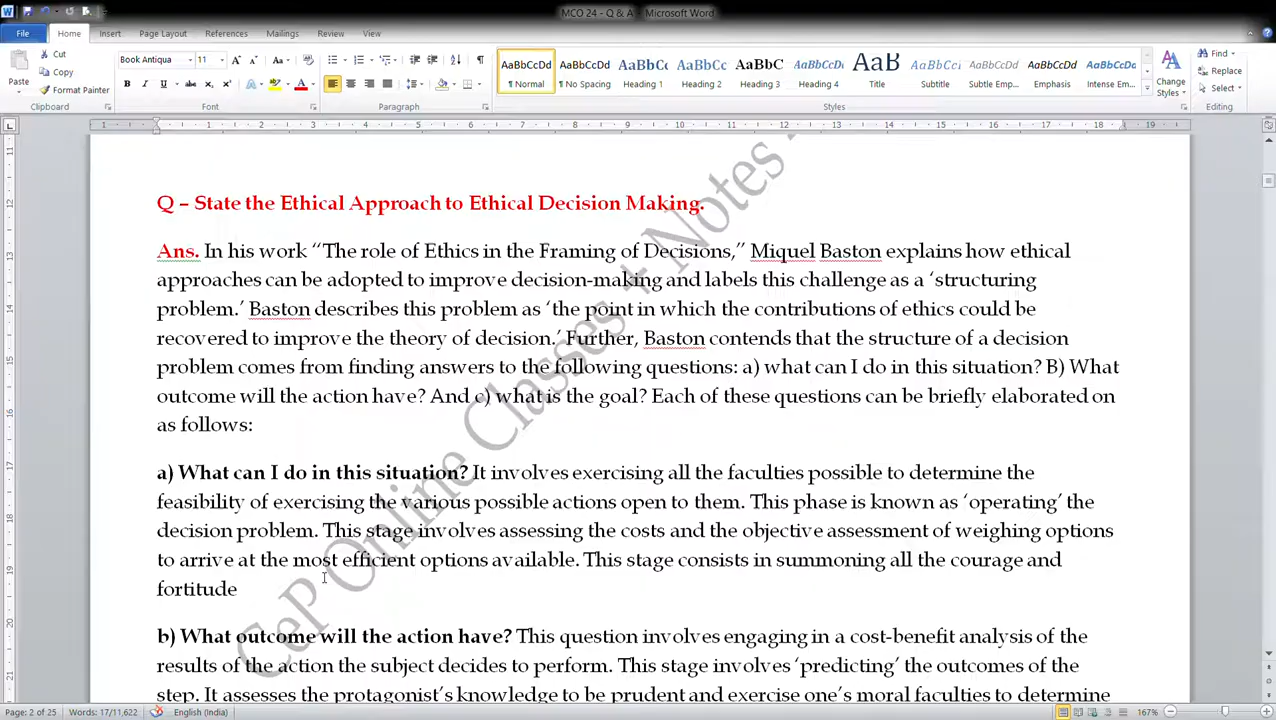 MCO 24 - Q & A - Microsoft Word
File Home Insert Page Layout References Mailings Review View
Cut
Copy
Format Painter
Paste
Clipboard
Book Antiqua 11
Font
Paragraph
AaBbCcDd AaBbCcDd AaBbCc AaBbCc AaBbC AaBbCcDd AaB AaBbCcI AaBbCcDd AaBbCcDd AaBbCcDd
¶ Normal ¶ No Spacing Heading 1 Heading 2 Heading 3 Heading 4 Title Subtitle Subtle Emp... Emphasis Intense Em...
Styles
Change Styles
Find
Replace
Select
Editing
Q – State the Ethical Approach to Ethical Decision Making.
Ans. In his work “The role of Ethics in the Framing of Decisions,” Miquel Baston explains how ethical
approaches can be adopted to improve decision-making and labels this challenge as a ‘structuring
problem.’ Baston describes this problem as ‘the point in which the contributions of ethics could be
recovered to improve the theory of decision.’ Further, Baston contends that the structure of a decision
problem comes from finding answers to the following questions: a) what can I do in this situation? B) What
outcome will the action have? And c) what is the goal? Each of these questions can be briefly elaborated on
as follows:
a) What can I do in this situation? It involves exercising all the faculties possible to determine the
feasibility of exercising the various possible actions open to them. This phase is known as ‘operating’ the
decision problem. This stage involves assessing the costs and the objective assessment of weighing options
to arrive at the most efficient options available. This stage consists in summoning all the courage and
fortitude
b) What outcome will the action have? This question involves engaging in a cost-benefit analysis of the
results of the action the subject decides to perform. This stage involves ‘predicting’ the outcomes of the
step. It assesses the protagonist’s knowledge to be prudent and exercise one’s moral faculties to determine
CeP Online Classes + Notes
Page: 2 of 25 Words: 17/11,622 English (India) 167%